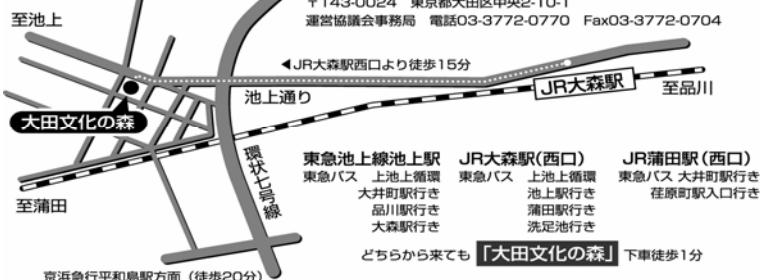 〒143-0024 東京都大田区中央2-10-1
運営協議会事務局 電話03-3772-0770 Fax03-3772-0704
至池上
◀JR大森駅西口より徒歩15分
池上通り
JR大森駅
至品川
大田文化の森
環状七号線
至蒲田
東急池上線池上駅
東急バス 上池上循環
大井町駅行き
品川駅行き
大森駅行き
JR大森駅(西口)
東急バス 上池上循環
池上駅行き
蒲田駅行き
洗足池行き
JR蒲田駅(西口)
東急バス 大井町駅行き
荏原町駅入口行き
どちらから来ても「大田文化の森」下車徒歩1分
京浜急行平和島駅方面(徒歩20分)